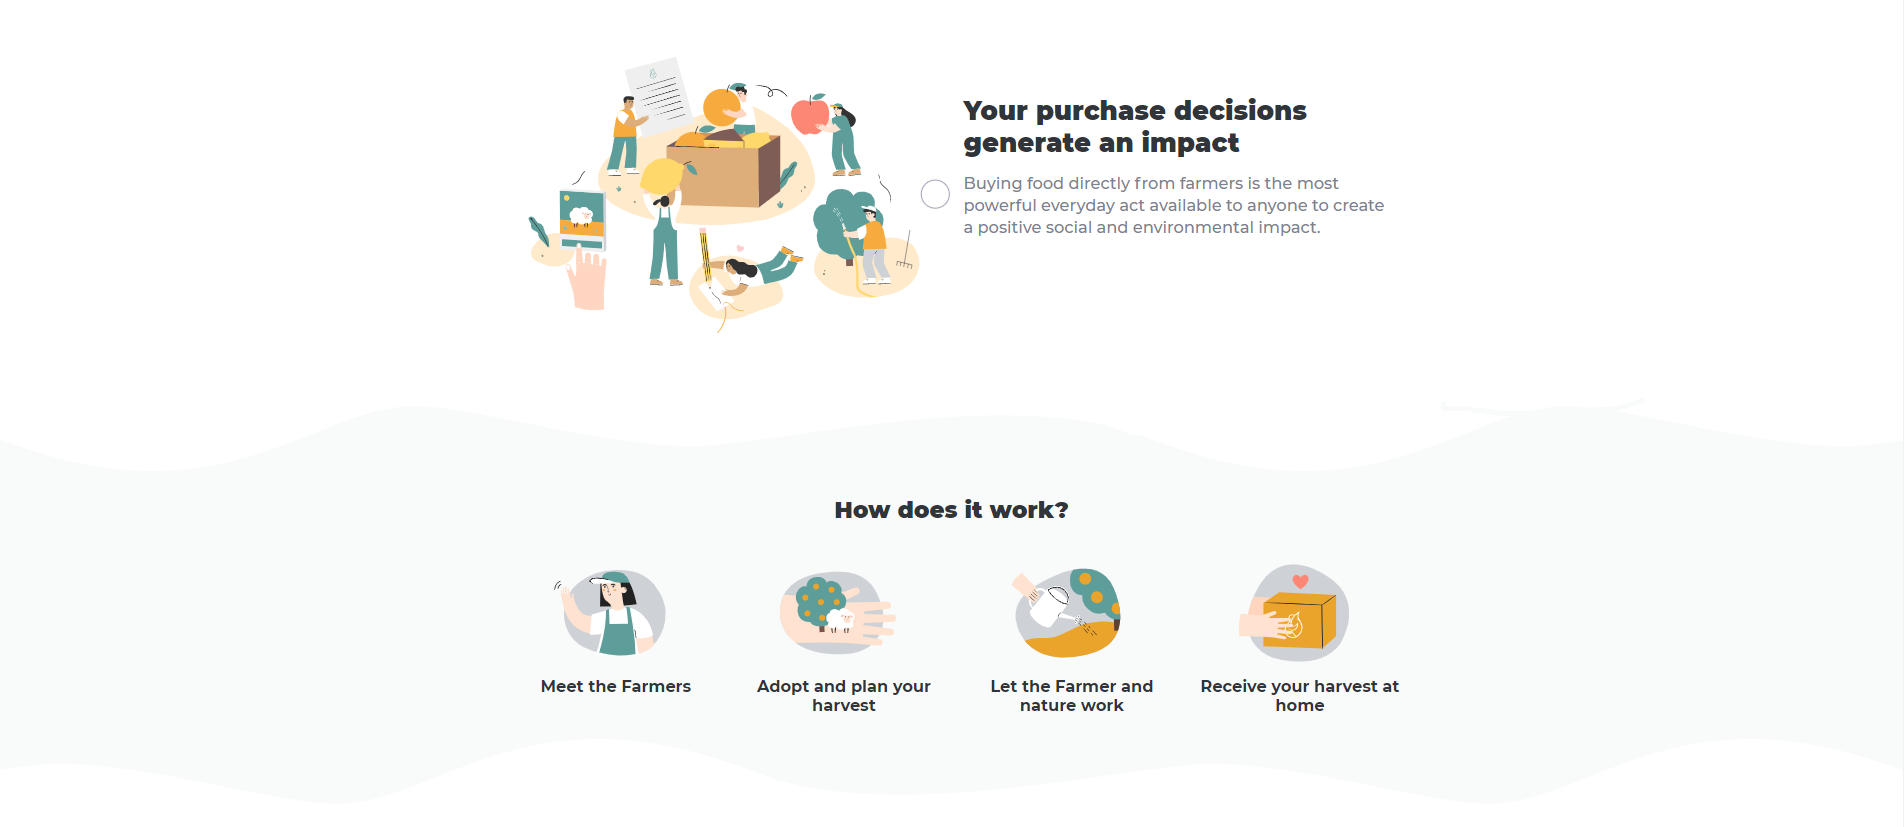 Your purchase decisions
generate an impact
Buying food directly from farmers is the most
powerful everyday act available to anyone to create
a positive social and environmental impact.
How does it work?
Meet the Farmers
Adopt and plan your
harvest
Let the Farmer and
nature work
Receive your harvest at
home